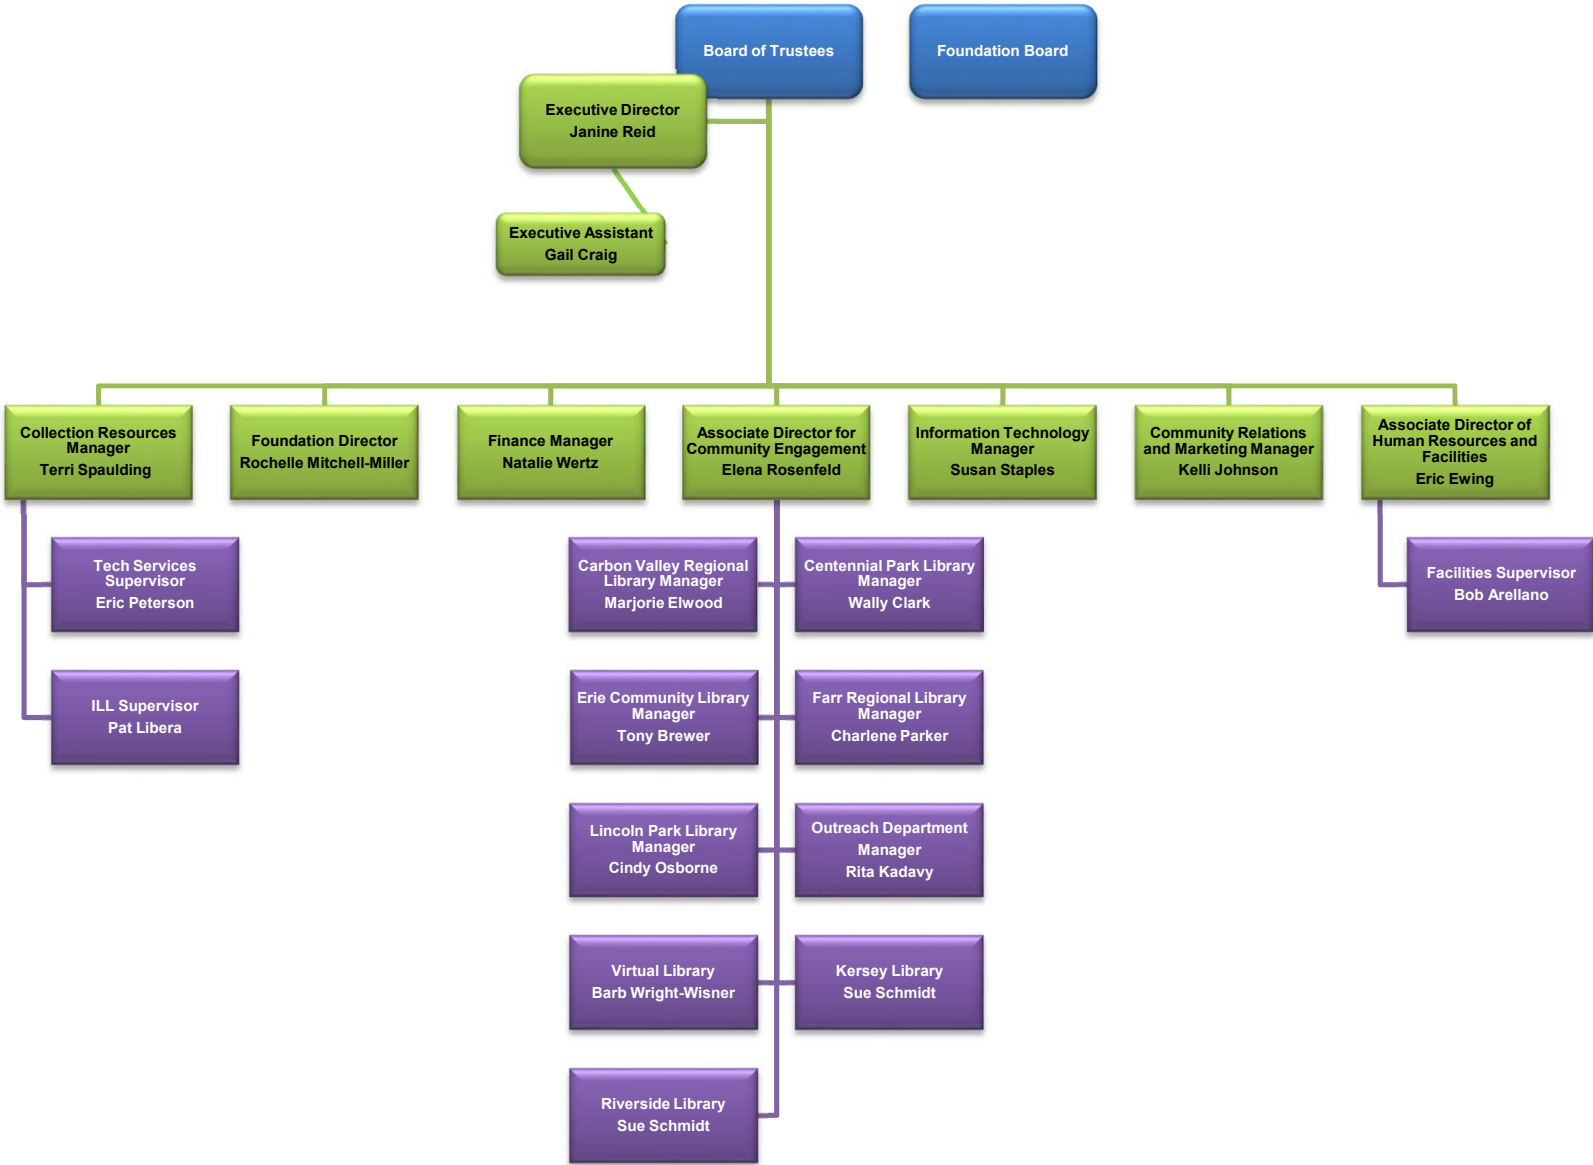 Board of Trustees
Foundation Board
Executive Director
Janine Reid
Executive Assistant
Gail Craig
Collection Resources
Manager
Terri Spaulding
Foundation Director
Rochelle Mitchell-Miller
Finance Manager
Natalie Wertz
Associate Director for
Community Engagement
Elena Rosenfeld
Information Technology
Manager
Susan Staples
Community Relations
and Marketing Manager
Kelli Johnson
Associate Director of
Human Resources and
Facilities
Eric Ewing
Tech Services
Supervisor
Eric Peterson
Carbon Valley Regional
Library Manager
Marjorie Elwood
Centennial Park Library
Manager
Wally Clark
Facilities Supervisor
Bob Arellano
ILL Supervisor
Pat Libera
Erie Community Library
Manager
Tony Brewer
Farr Regional Library
Manager
Charlene Parker
Lincoln Park Library
Manager
Cindy Osborne
Outreach Department
Manager
Rita Kadavy
Virtual Library
Barb Wright-Wisner
Kersey Library
Sue Schmidt
Riverside Library
Sue Schmidt